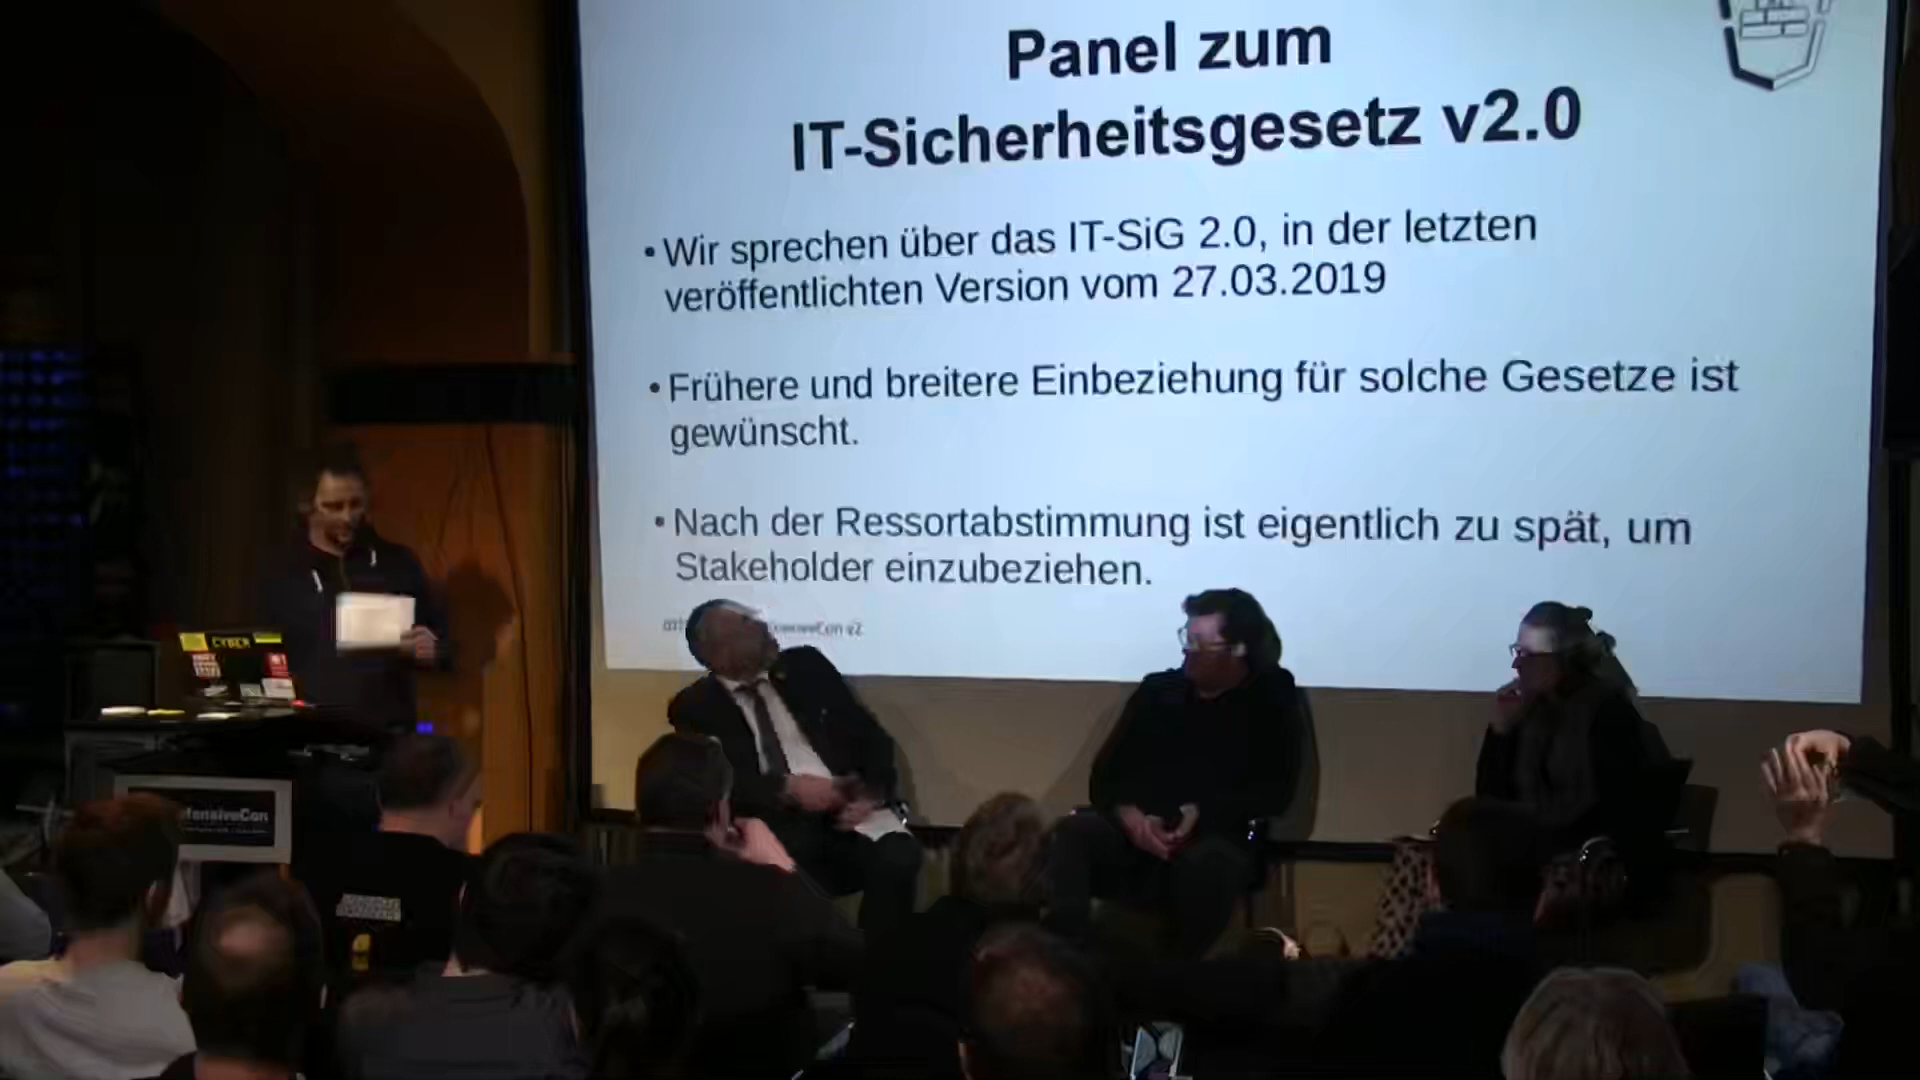 Panel zum
IT-Sicherheitsgesetz v2.0
• Wir sprechen über das IT-SiG 2.0, in der letzten
veröffentlichten Version vom 27.03.2019
• Frühere und breitere Einbeziehung für solche Gesetze ist
gewünscht.
• Nach der Ressortabstimmung ist eigentlich zu spät, um
Stakeholder einzubeziehen.
CYBER